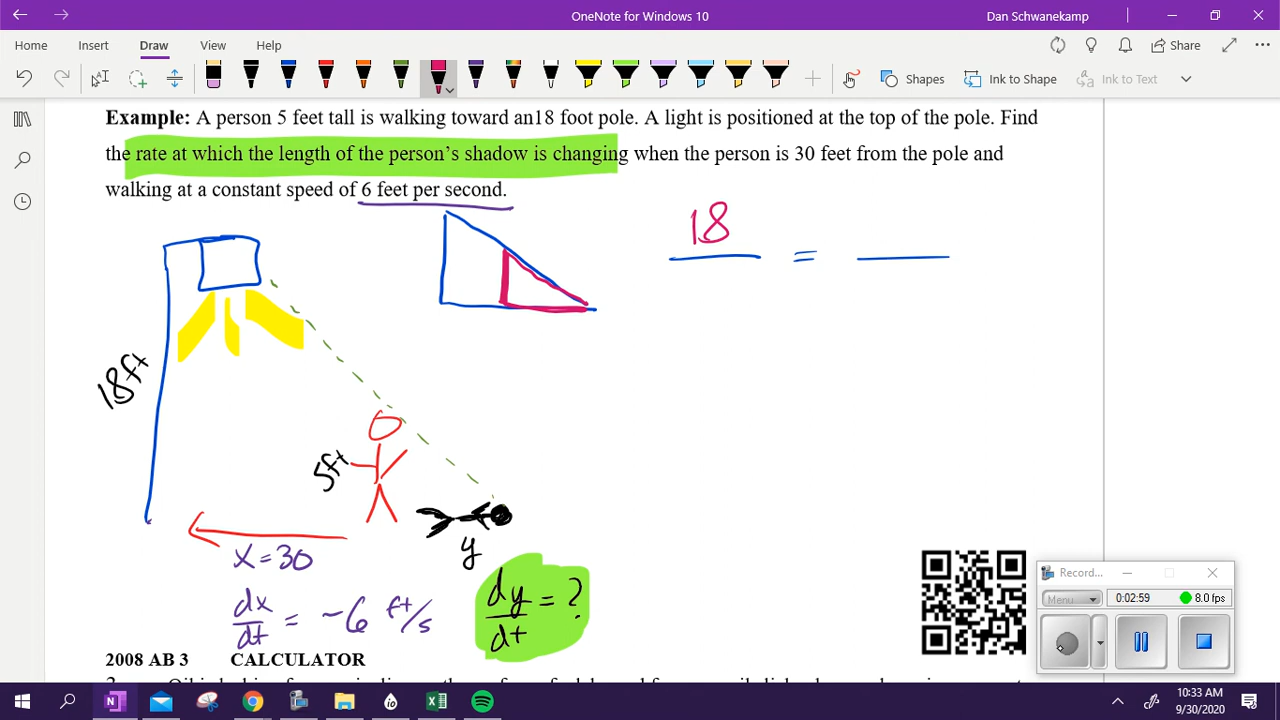 OneNote for Windows 10
Dan Schwanekamp
Home Insert Draw View Help
Share
Shapes
Ink to Shape
Ink to Text
Example: A person 5 feet tall is walking toward an18 foot pole. A light is positioned at the top of the pole. Find
the rate at which the length of the person's shadow is changing when the person is 30 feet from the pole and
walking at a constant speed of 6 feet per second.
18
=
18ft
5ft
y
x = 30
dx/dt = -6 ft/s
dy/dt = ?
2008 AB 3 CALCULATOR
Record...
Menu
0:02:59
8.0 fps
10:33 AM
9/30/2020